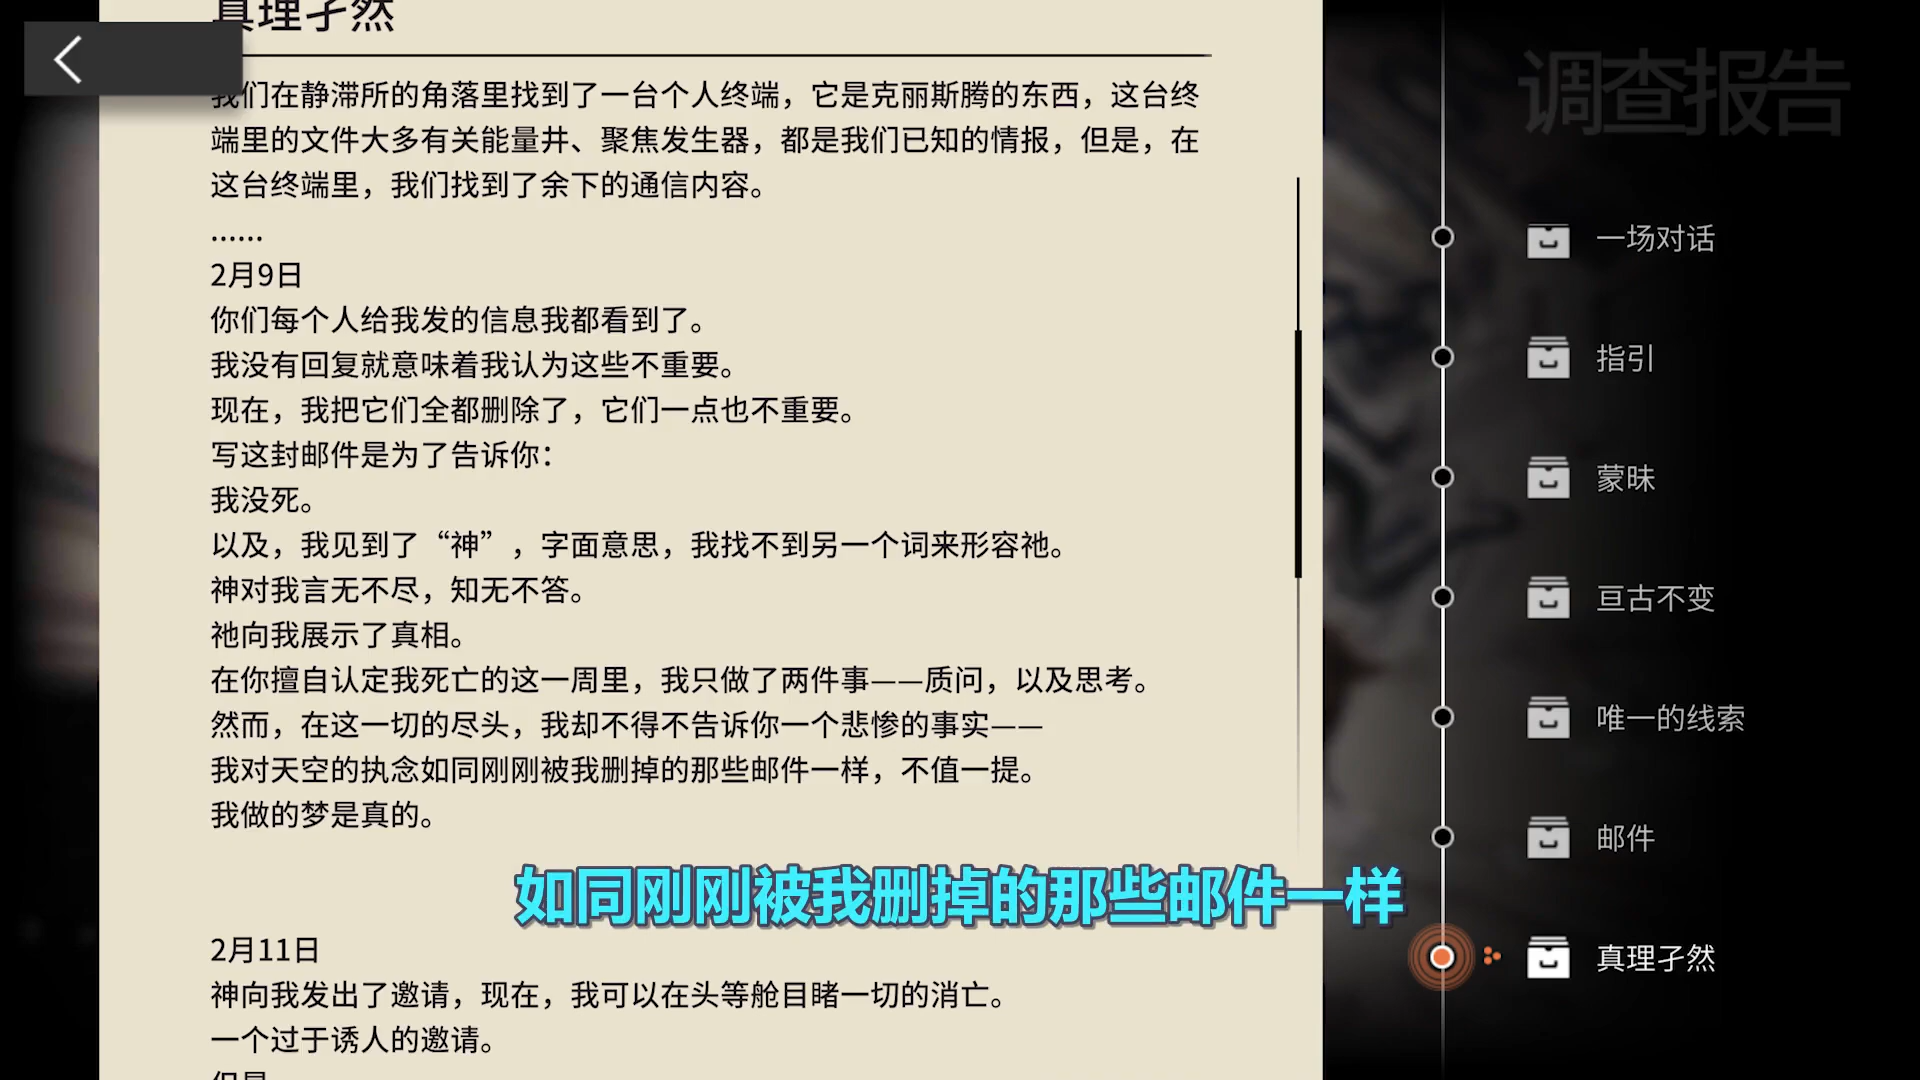 真理孑然
我们在静滞所的角落里找到了一台个人终端，它是克丽斯腾的东西，这台终
端里的文件大多有关能量井、聚焦发生器，都是我们已知的情报，但是，在
这台终端里，我们找到了余下的通信内容。
……
2月9日
你们每个人给我发的信息我都看到了。
我没有回复就意味着我认为这些不重要。
现在，我把它们全都删除了，它们一点也不重要。
写这封邮件是为了告诉你：
我没死。
以及，我见到了“神”，字面意思，我找不到另一个词来形容祂。
神对我言无不尽，知无不答。
祂向我展示了真相。
在你擅自认定我死亡的这一周里，我只做了两件事——质问，以及思考。
然而，在这一切的尽头，我却不得不告诉你一个悲惨的事实——
我对天空的执念如同刚刚被我删掉的那些邮件一样，不值一提。
我做的梦是真的。
如同刚刚被我删掉的那些邮件一样
2月11日
神向我发出了邀请，现在，我可以在头等舱目睹一切的消亡。
一个过于诱人的邀请。
但是
调查报告
一场对话
指引
蒙昧
亘古不变
唯一的线索
邮件
真理孑然